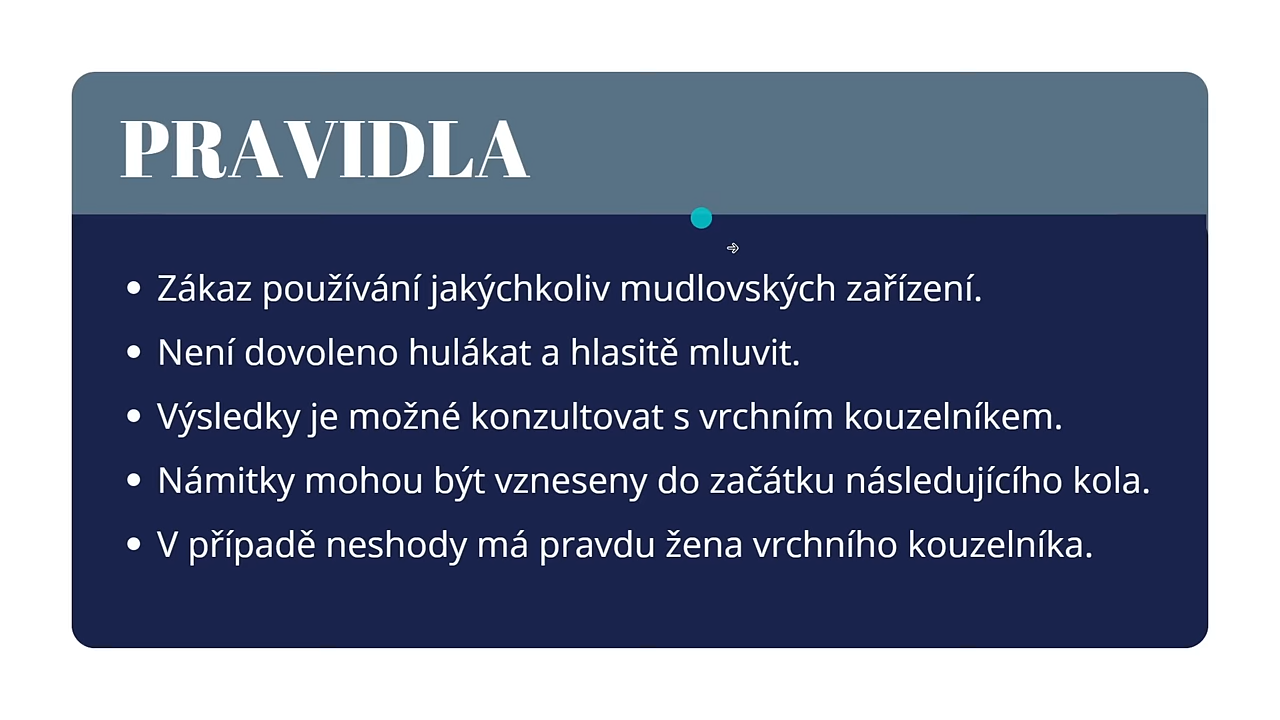 PRAVIDLA
• Zákaz používání jakýchkoliv mudlovských zařízení.
• Není dovoleno hulákat a hlasitě mluvit.
• Výsledky je možné konzultovat s vrchním kouzelníkem.
• Námitky mohou být vzneseny do začátku následujícího kola.
• V případě neshody má pravdu žena vrchního kouzelníka.